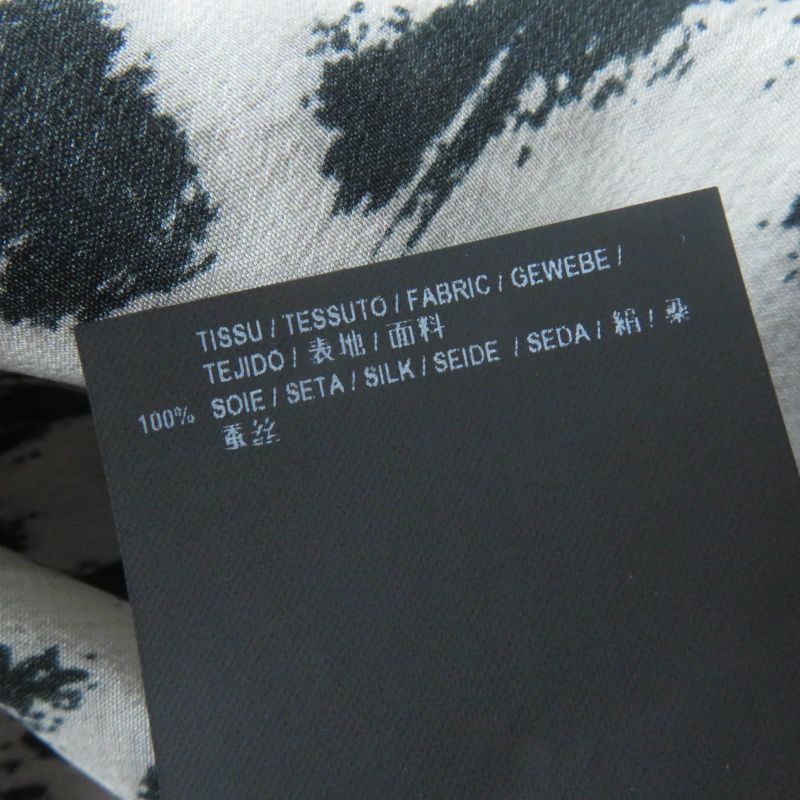 TISSU / TESSUTO / FABRIC / GEWEBE /
TEJIDO / 表地 / 面料
100% SOIE / SETA / SILK / SEIDE / SEDA / 絹 / 桑
蚕丝